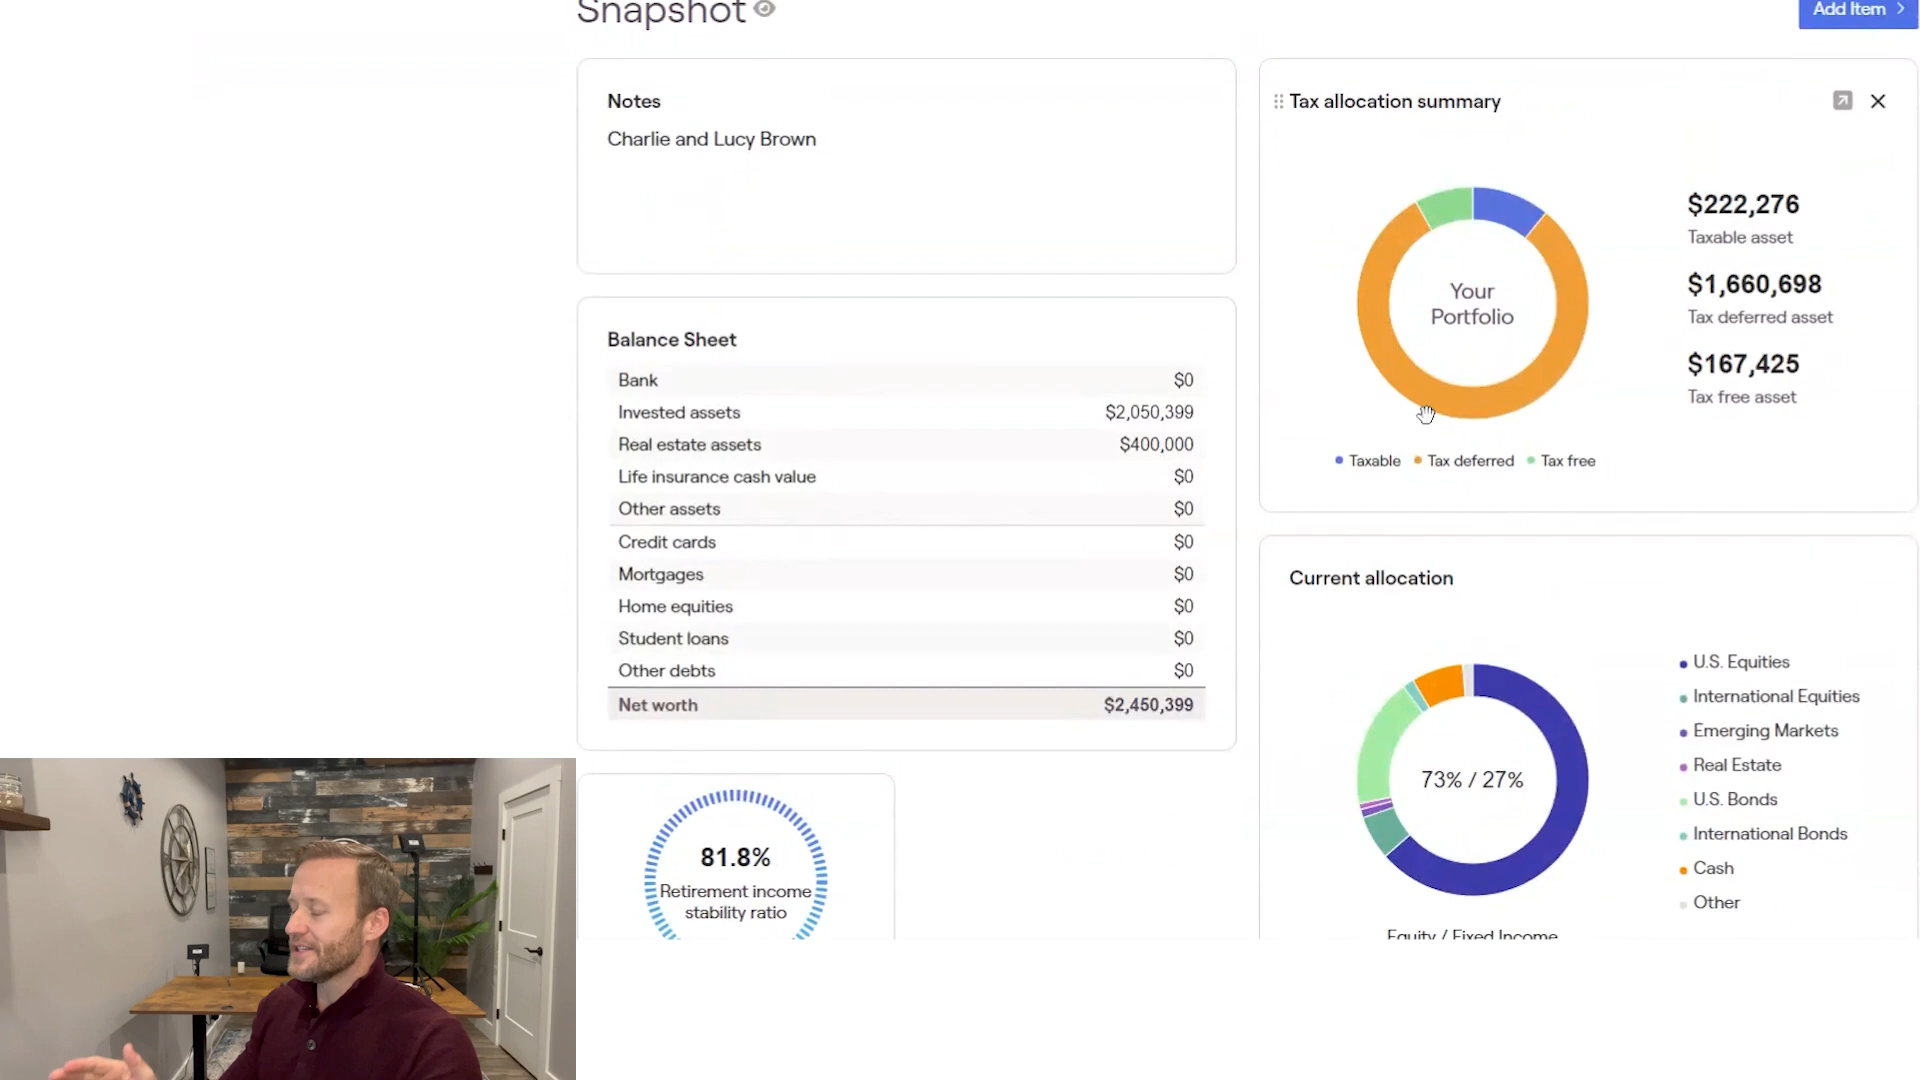 Snapshot
Add Item
Notes
Charlie and Lucy Brown
Balance Sheet
Bank $0
Invested assets $2,050,399
Real estate assets $400,000
Life insurance cash value $0
Other assets $0
Credit cards $0
Mortgages $0
Home equities $0
Student loans $0
Other debts $0
Net worth $2,450,399
81.8%
Retirement income
stability ratio
Tax allocation summary
Your
Portfolio
$222,276
Taxable asset
$1,660,698
Tax deferred asset
$167,425
Tax free asset
Taxable Tax deferred Tax free
Current allocation
73% / 27%
U.S. Equities
International Equities
Emerging Markets
Real Estate
U.S. Bonds
International Bonds
Cash
Other
Equity / Fixed Income